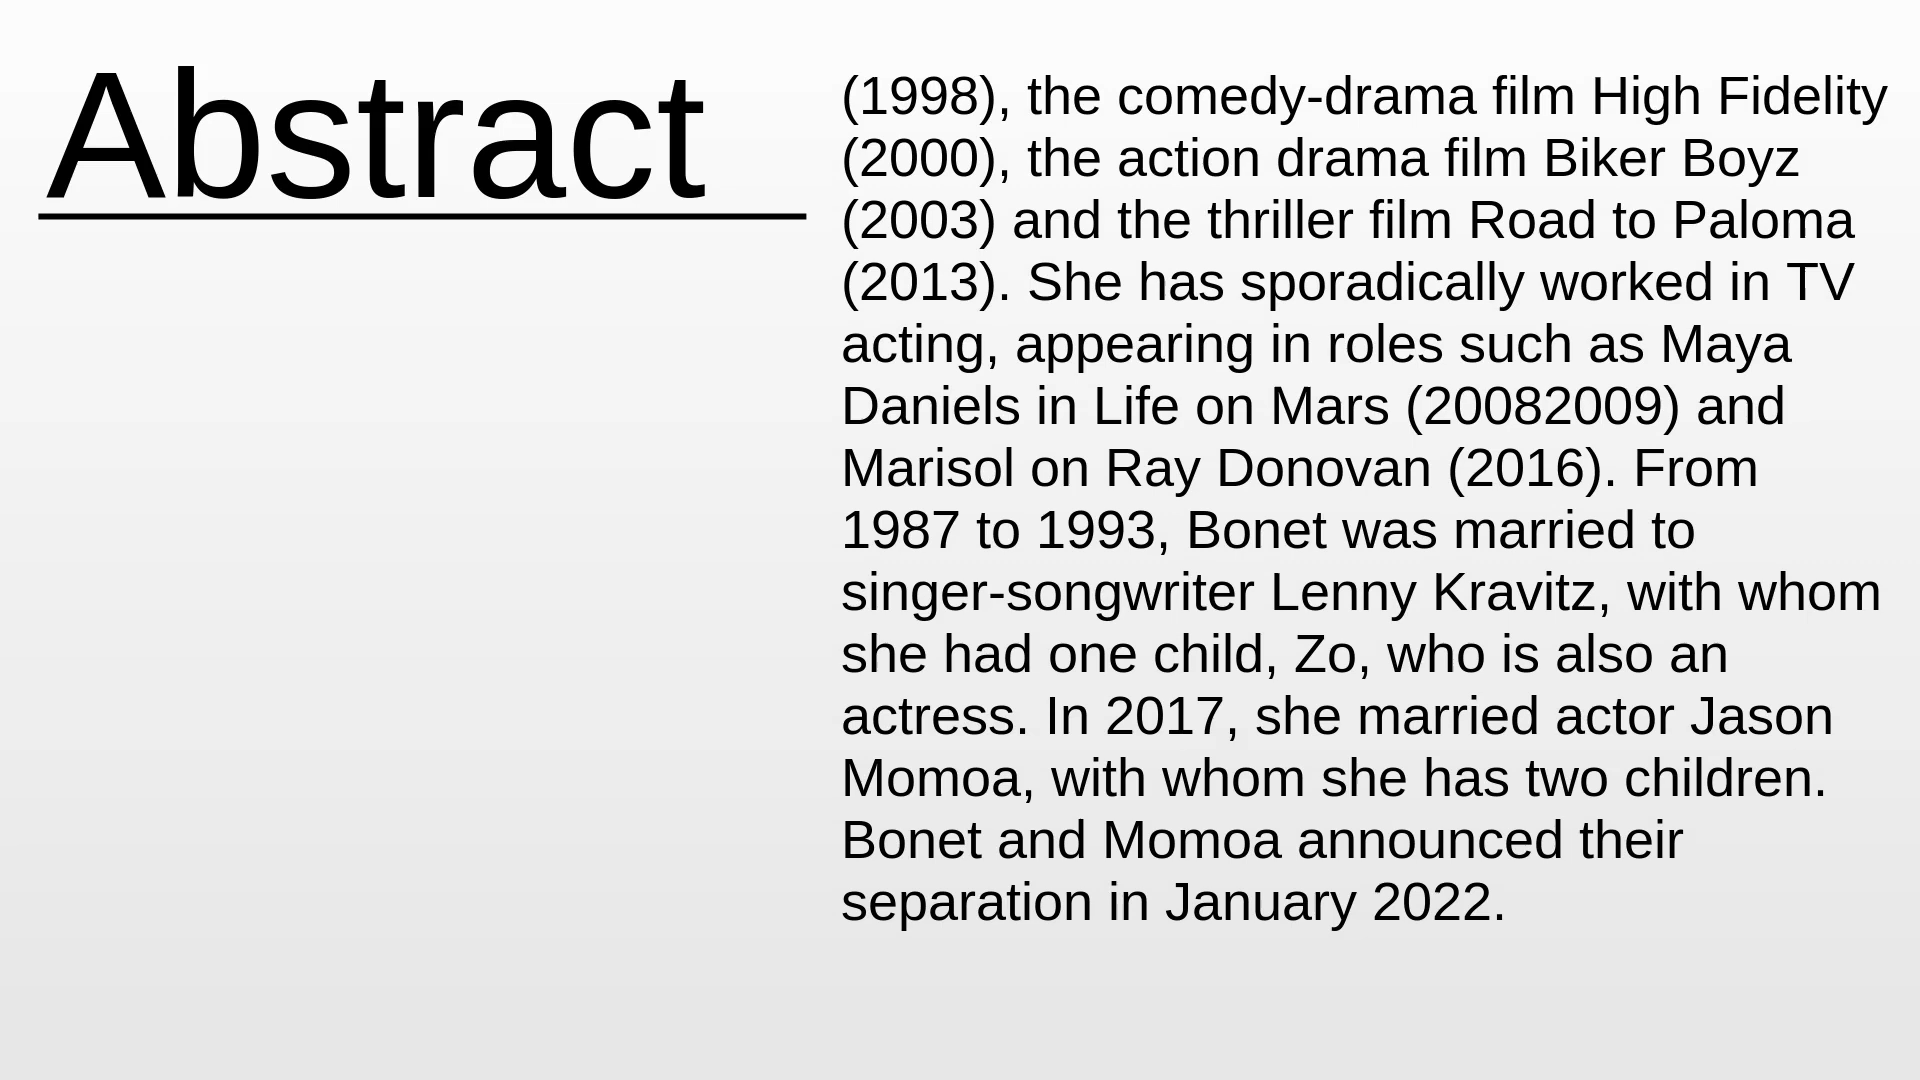 Abstract
(1998), the comedy-drama film High Fidelity
(2000), the action drama film Biker Boyz
(2003) and the thriller film Road to Paloma
(2013). She has sporadically worked in TV
acting, appearing in roles such as Maya
Daniels in Life on Mars (20082009) and
Marisol on Ray Donovan (2016). From
1987 to 1993, Bonet was married to
singer-songwriter Lenny Kravitz, with whom
she had one child, Zo, who is also an
actress. In 2017, she married actor Jason
Momoa, with whom she has two children.
Bonet and Momoa announced their
separation in January 2022.